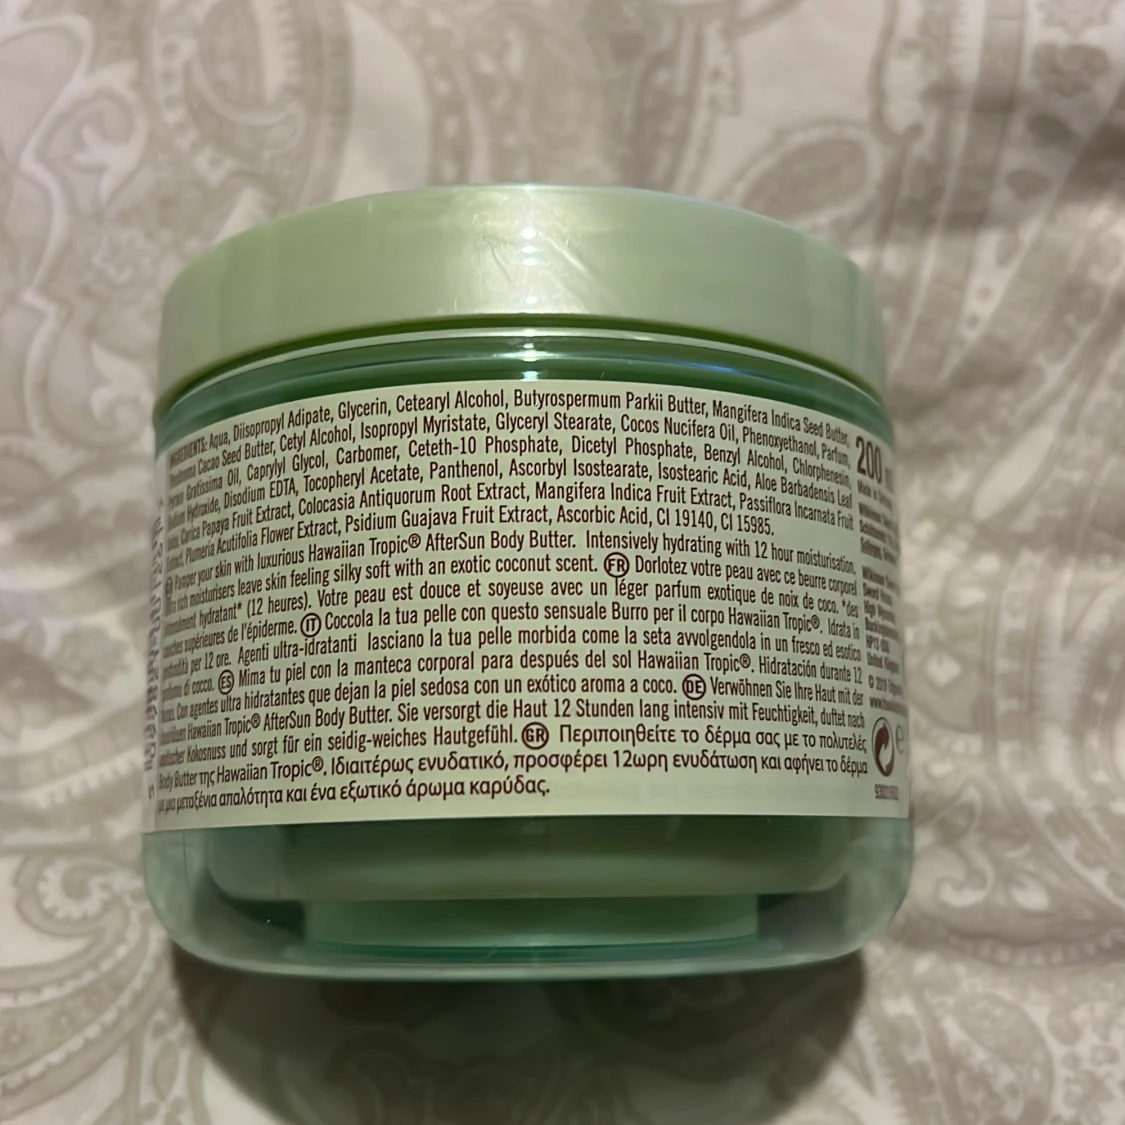 INGREDIENTS: Aqua, Diisopropyl Adipate, Glycerin, Cetearyl Alcohol, Butyrospermum Parkii Butter, Mangifera Indica Seed Butter,
Theobroma Cacao Seed Butter, Cetyl Alcohol, Isopropyl Myristate, Glyceryl Stearate, Cocos Nucifera Oil, Phenoxyethanol, Parfum,
Persea Gratissima Oil, Caprylyl Glycol, Carbomer, Ceteth-10 Phosphate, Dicetyl Phosphate, Benzyl Alcohol, Chlorphenesin,
Sodium Hydroxide, Disodium EDTA, Tocopheryl Acetate, Panthenol, Ascorbyl Isostearate, Isostearic Acid, Aloe Barbadensis Leaf
Carica Papaya Fruit Extract, Colocasia Antiquorum Root Extract, Mangifera Indica Fruit Extract, Passiflora Incarnata Fruit
Extract, Plumeria Acutifolia Flower Extract, Psidium Guajava Fruit Extract, Ascorbic Acid, CI 19140, CI 15985.
Pamper your skin with luxurious Hawaiian Tropic® AfterSun Body Butter. Intensively hydrating with 12 hour moisturisation,
rich moisturisers leave skin feeling silky soft with an exotic coconut scent. FR Dorlotez votre peau avec ce beurre corporel
hydratant* (12 heures). Votre peau est douce et soyeuse avec un léger parfum exotique de noix de coco. *des
supérieures de l'épiderme. IT Coccola la tua pelle con questo sensuale Burro per il corpo Hawaiian Tropic®. Idrata in
per 12 ore. Agenti ultra-idratanti lasciano la tua pelle morbida come la seta avvolgendola in un fresco ed esotico
di cocco. ES Mima tu piel con la manteca corporal para después del sol Hawaiian Tropic®. Hidratación durante 12
Con agentes ultra hidratantes que dejan la piel sedosa con un exótico aroma a coco. DE Verwöhnen Sie Ihre Haut mit der
Hawaiian Tropic® AfterSun Body Butter. Sie versorgt die Haut 12 Stunden lang intensiv mit Feuchtigkeit, duftet nach
Kokosnuss und sorgt für ein seidig-weiches Hautgefühl. GR Περιποιηθείτε το δέρμα σας με το πολυτελές
Body Butter της Hawaiian Tropic®. Ιδιαιτέρως ενυδατικό, προσφέρει 12ωρη ενυδάτωση και αφήνει το δέρμα
με μια μεταξένια απαλότητα και ένα εξωτικό άρωμα καρύδας.
200
United Kingdom